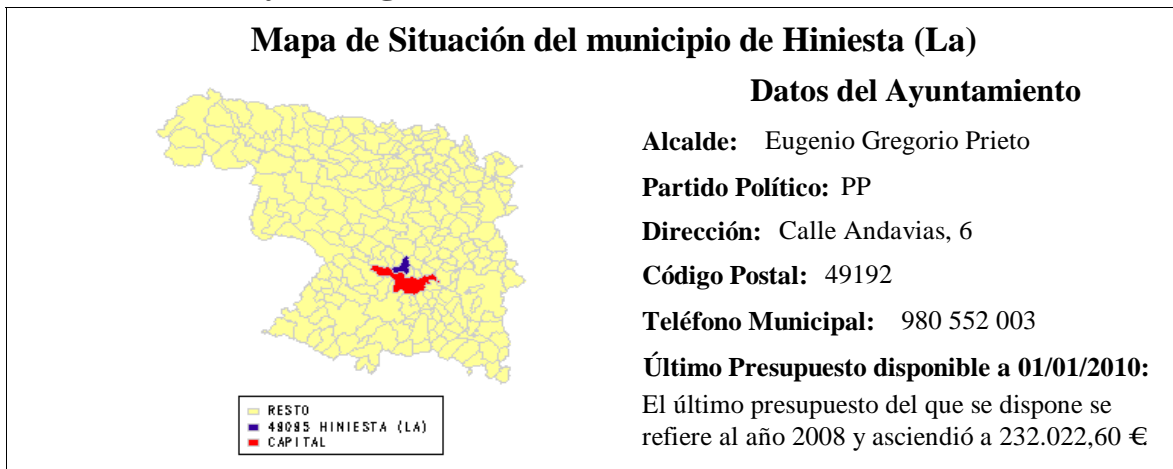 Mapa de Situación del municipio de Hiniesta (La)
Datos del Ayuntamiento
Alcalde: Eugenio Gregorio Prieto
Partido Político: PP
Dirección: Calle Andavias, 6
Código Postal: 49192
Teléfono Municipal: 980 552 003
Último Presupuesto disponible a 01/01/2010:
El último presupuesto del que se dispone se
refiere al año 2008 y asciendió a 232.022,60 €
RESTO
49095 HINIESTA (LA)
CAPITAL